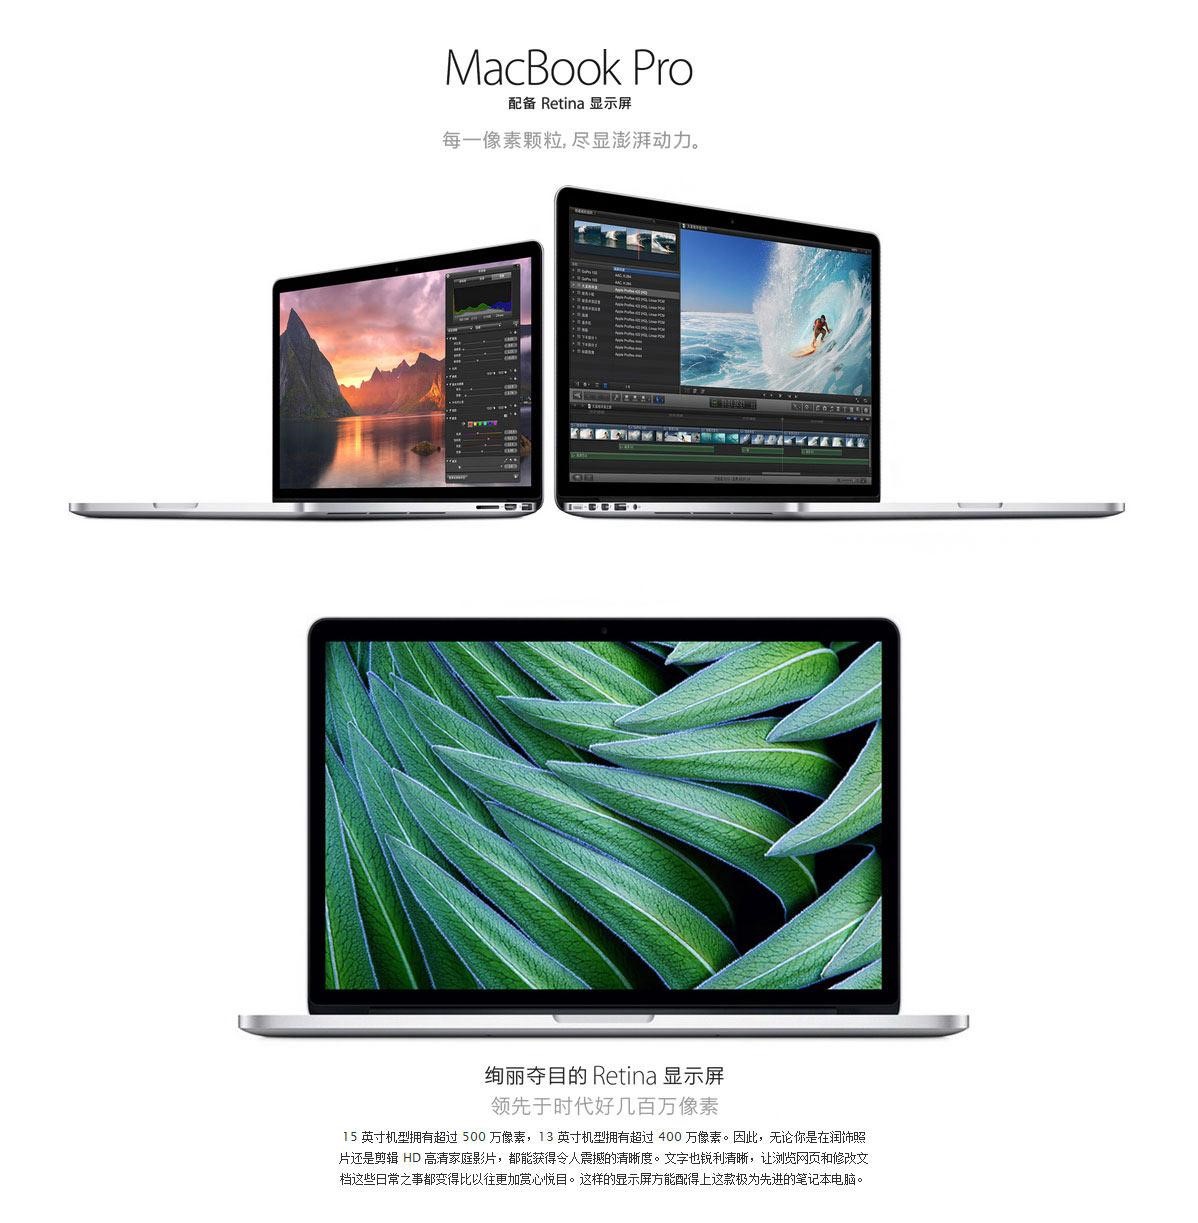 MacBook Pro
配备 Retina 显示屏
每一像素颗粒, 尽显澎湃动力。
绚丽夺目的 Retina 显示屏
领先于时代好几百万像素
15 英寸机型拥有超过 500 万像素，13 英寸机型拥有超过 400 万像素。因此，无论你是在润饰照
片还是剪辑 HD 高清家庭影片，都能获得令人震撼的清晰度。文字也锐利清晰，让浏览网页和修改文
档这些日常之事都变得比以往更加赏心悦目。这样的显示屏方能配得上这款极为先进的笔记本电脑。